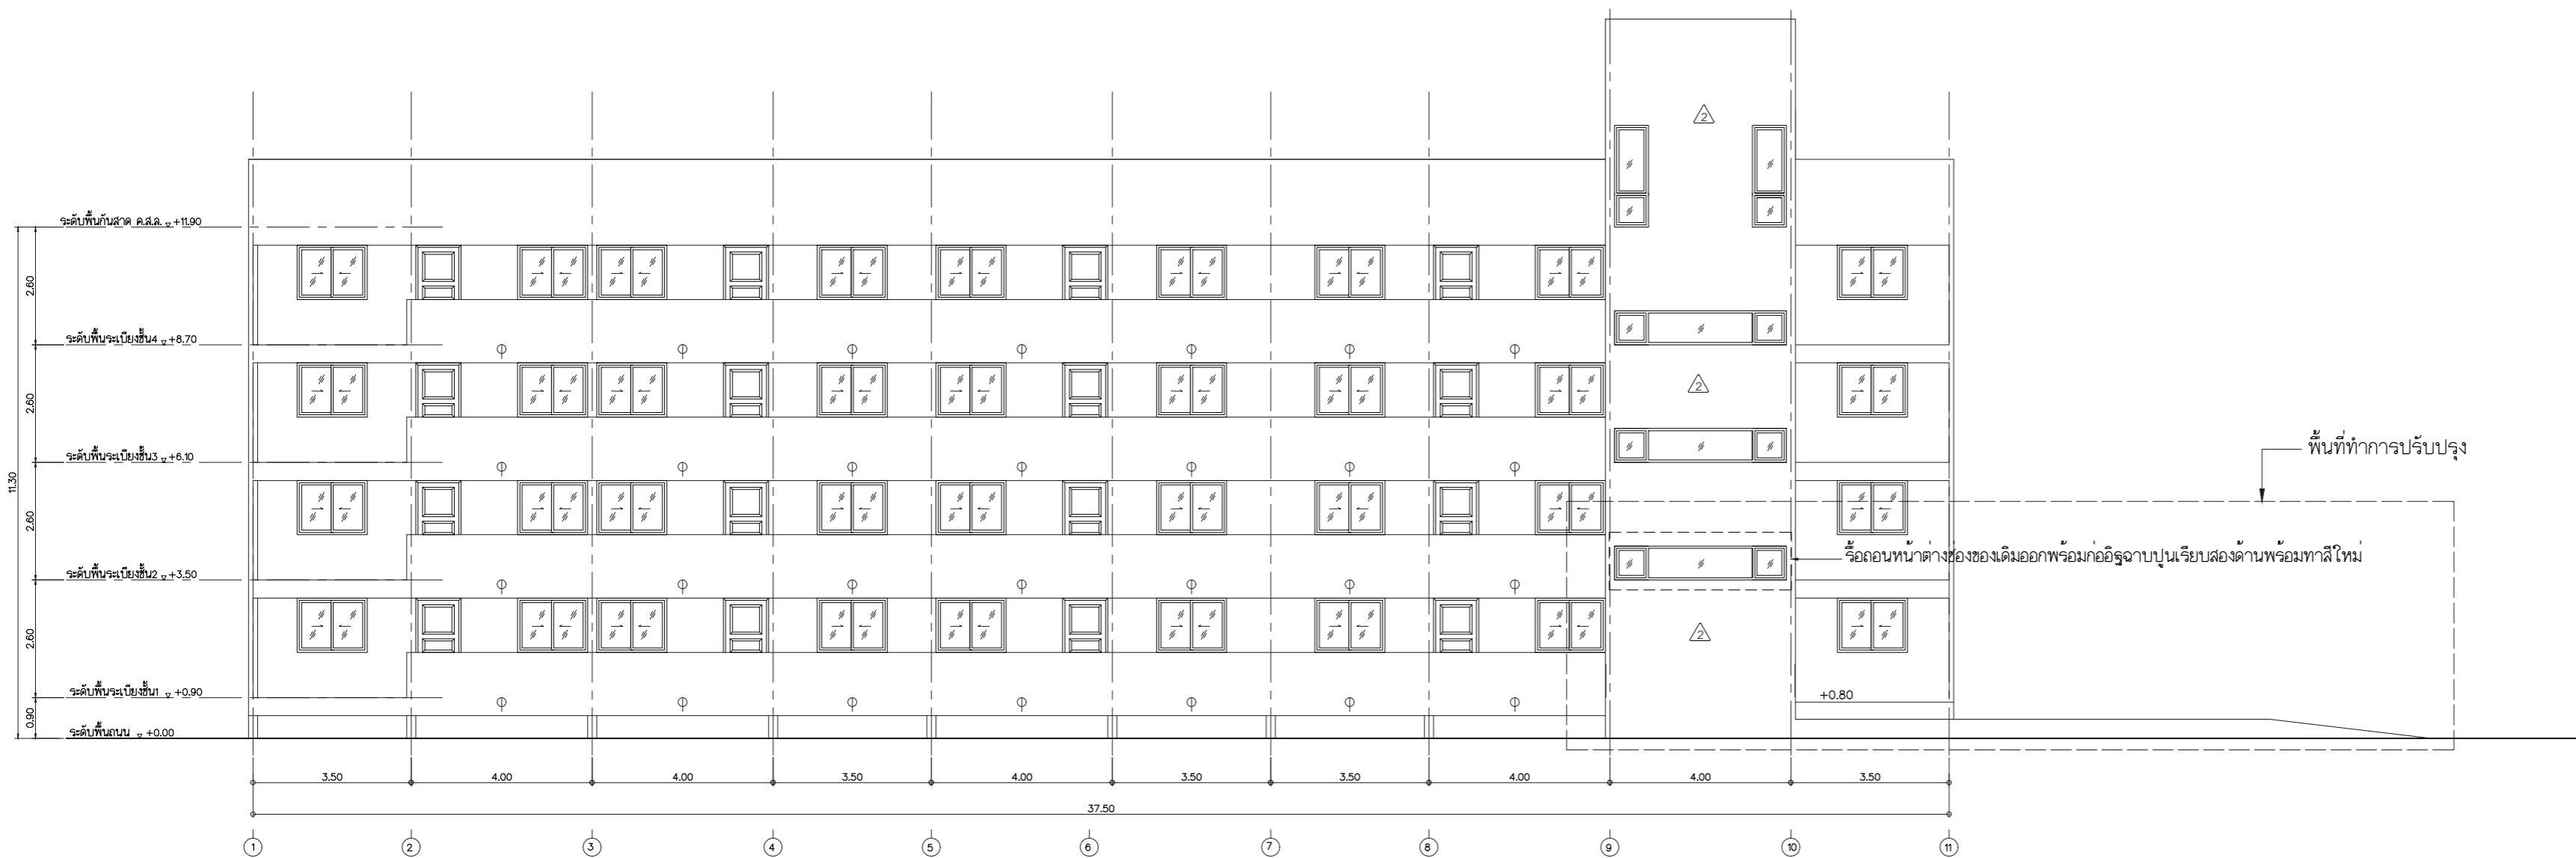 2
ระดับพื้นกันสาด ค.ส.ล. +11.90
2.60
ระดับพื้นระเบียงชั้น4 +8.70
2
2.60
พื้นที่ทำการปรับปรุง
ระดับพื้นระเบียงชั้น3 +6.10
11.30
2.60
รื้อถอนหน้าต่างช่องของเดิมออกพร้อมก่ออิฐฉาบปูนเรียบสองด้านพร้อมทาสีใหม่
ระดับพื้นระเบียงชั้น2 +3.50
2
2.60
ระดับพื้นระเบียงชั้น1 +0.90
+0.80
0.90
ระดับพื้นถนน +0.00
3.50 4.00 4.00 3.50 4.00 3.50 3.50 4.00 4.00 3.50
37.50
1 2 3 4 5 6 7 8 9 10 11